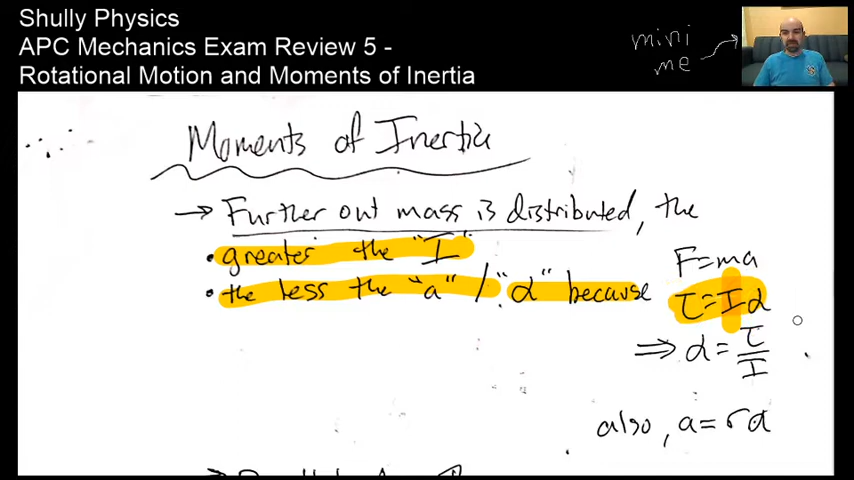 Shully Physics
APC Mechanics Exam Review 5 -
Rotational Motion and Moments of Inertia
mini
me
Moments of Inertia
→ Further out mass is distributed, the
• greater the "I"
• the less the "a" / "α" because
F=ma
τ=Iα
⇒ α=τ/I
also, a=rα